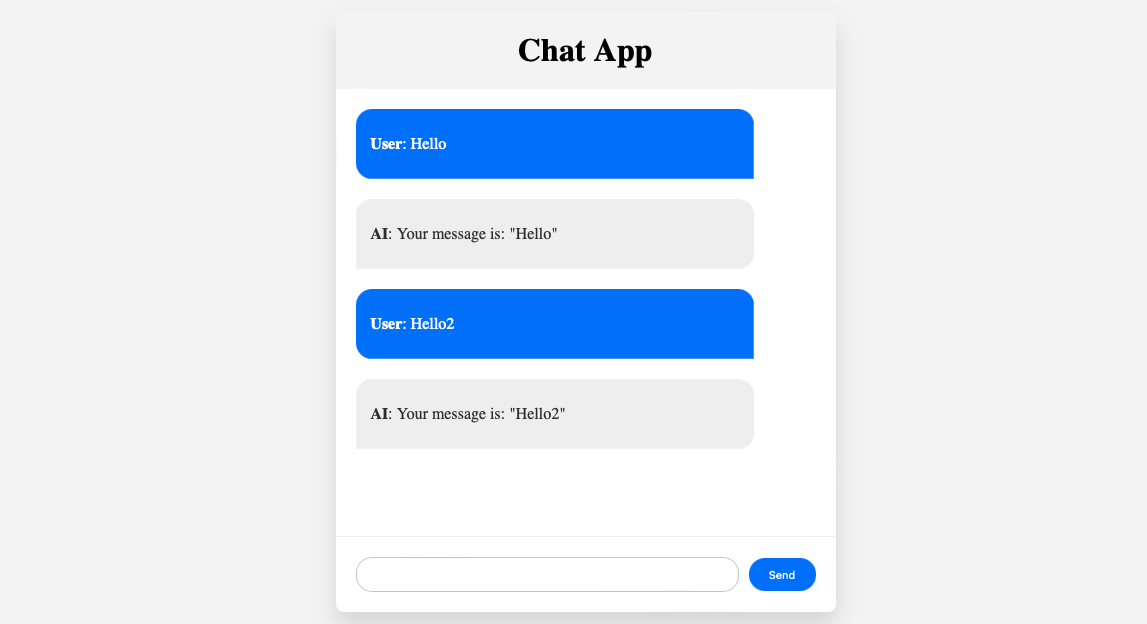 Chat App
User: Hello
AI: Your message is: "Hello"
User: Hello2
AI: Your message is: "Hello2"
Send